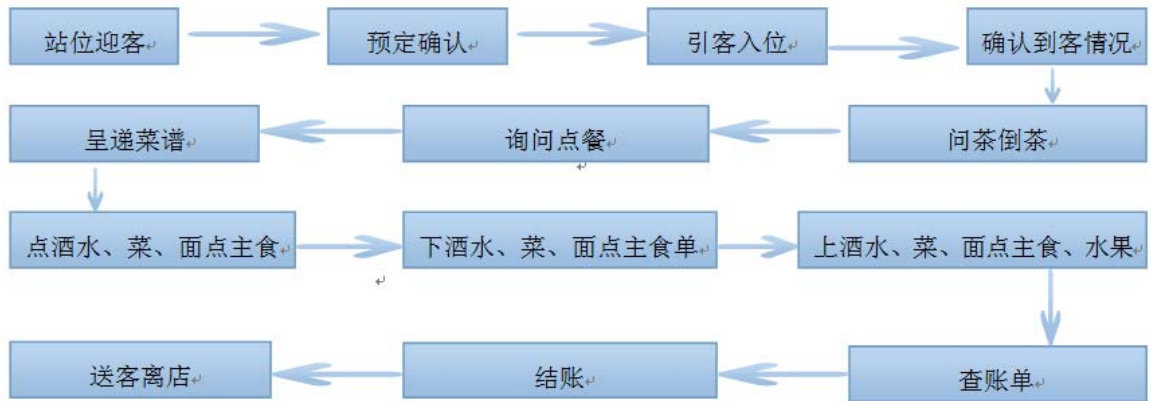 站位迎客
预定确认
引客入位
确认到客情况
问茶倒茶
询问点餐
呈递菜谱
点酒水、菜、面点主食
下酒水、菜、面点主食单
上酒水、菜、面点主食、水果
查账单
结账
送客离店